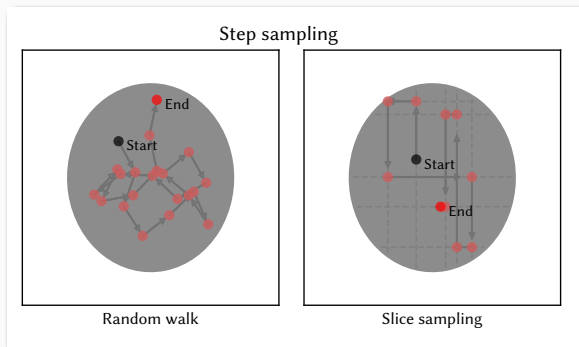 Step sampling
End
Start
Start
End
Random walk
Slice sampling